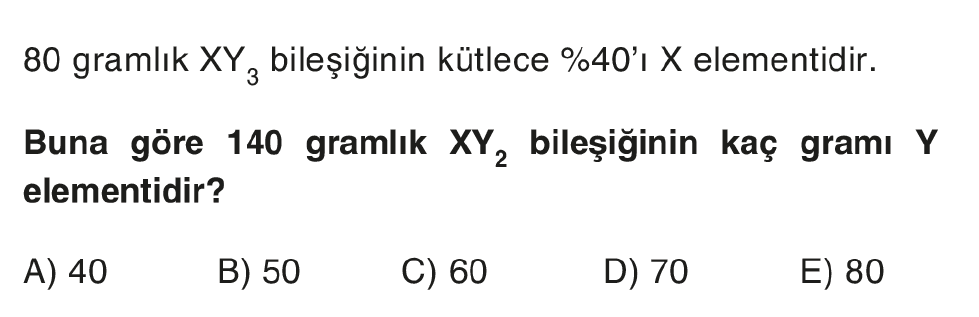 80 gramlık XY3 bileşiğinin kütlece %40'ı X elementidir.
Buna göre 140 gramlık XY2 bileşiğinin kaç gramı Y
elementidir?
A) 40 B) 50 C) 60 D) 70 E) 80